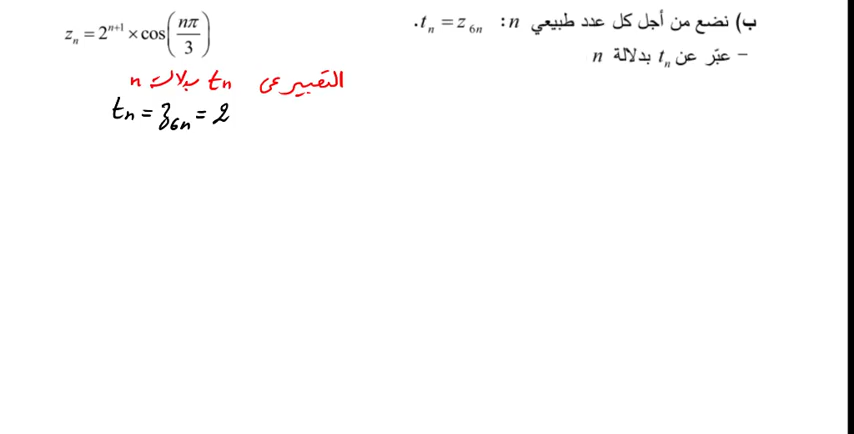 ب) نضع من أجل كل عدد طبيعي n: t_n = z_{6n}.
– عبّر عن t_n بدلالة n
z_n = 2^{n+1} × cos(nπ/3)
التعبير عن t_n بدلالة n
t_n = z_{6n} = 2